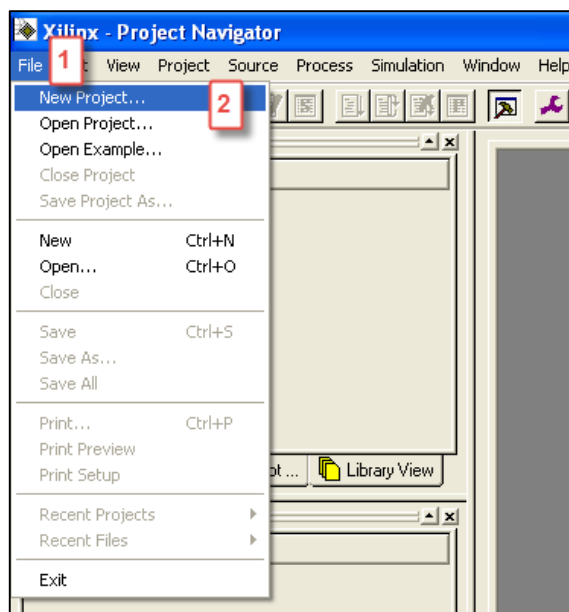 Xilinx - Project Navigator
File 1 t View Project Source Process Simulation Window Help
New Project... 2
Open Project...
Open Example...
Close Project
Save Project As...
New Ctrl+N
Open... Ctrl+O
Close
Save Ctrl+S
Save As...
Save All
Print... Ctrl+P
Print Preview
Print Setup
ot ... Library View
Recent Projects
Recent Files
Exit